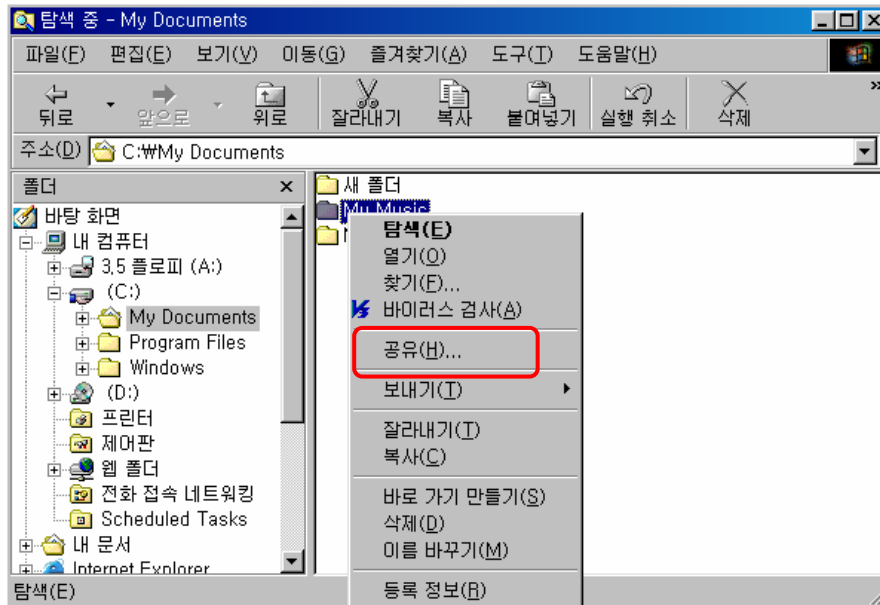 탐색 중 - My Documents
파일(F) 편집(E) 보기(V) 이동(G) 즐겨찾기(A) 도구(T) 도움말(H)
뒤로 앞으로 위로 잘라내기 복사 붙여넣기 실행 취소 삭제 »
주소(D) C:\My Documents
폴더 x
바탕 화면
내 컴퓨터
3.5 플로피 (A:)
(C:)
My Documents
Program Files
Windows
(D:)
프린터
제어판
웹 폴더
전화 접속 네트워킹
Scheduled Tasks
내 문서
Internet Explorer
새 폴더
My Music
탐색(E)
열기(O)
찾기(F)...
바이러스 검사(A)
공유(H)...
보내기(T)
잘라내기(T)
복사(C)
바로 가기 만들기(S)
삭제(D)
이름 바꾸기(M)
등록 정보(R)
탐색(E)